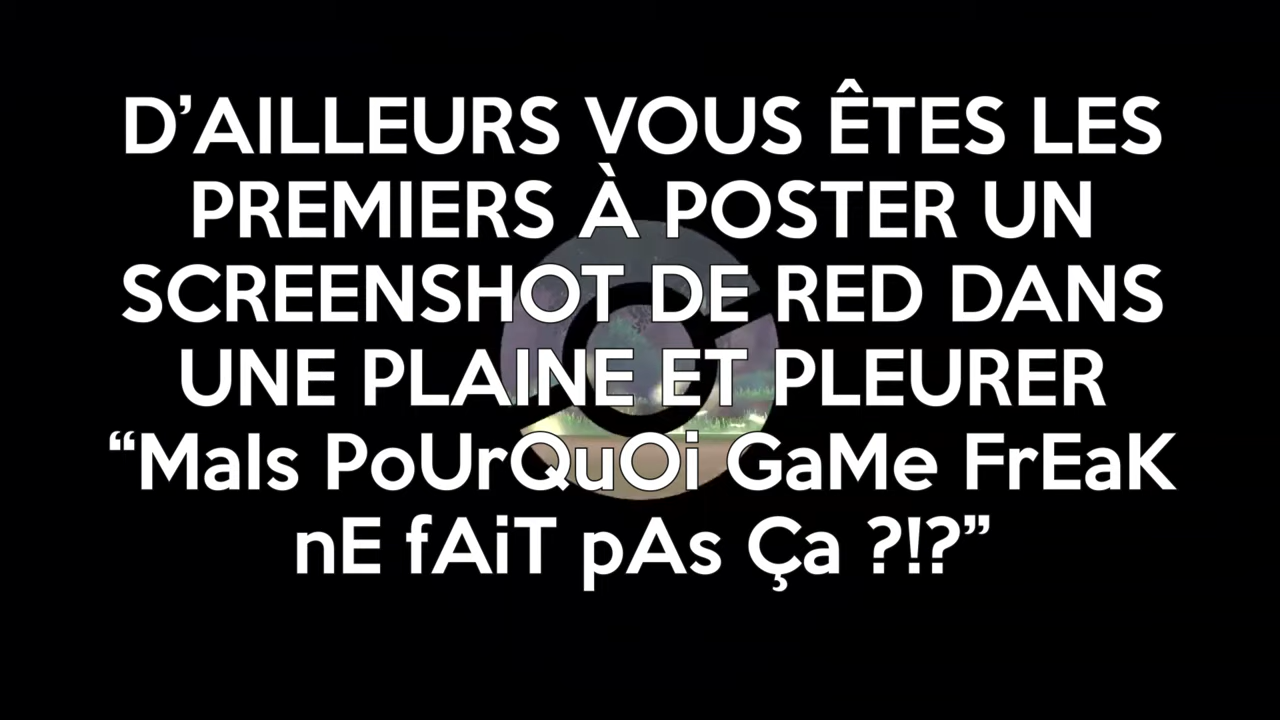 D’AILLEURS VOUS ÊTES LES
PREMIERS À POSTER UN
SCREENSHOT DE RED DANS
UNE PLAINE ET PLEURER
“MaIs PoUrQuOi GaMe FrEaK
nE fAiT pAs Ça ?!?”